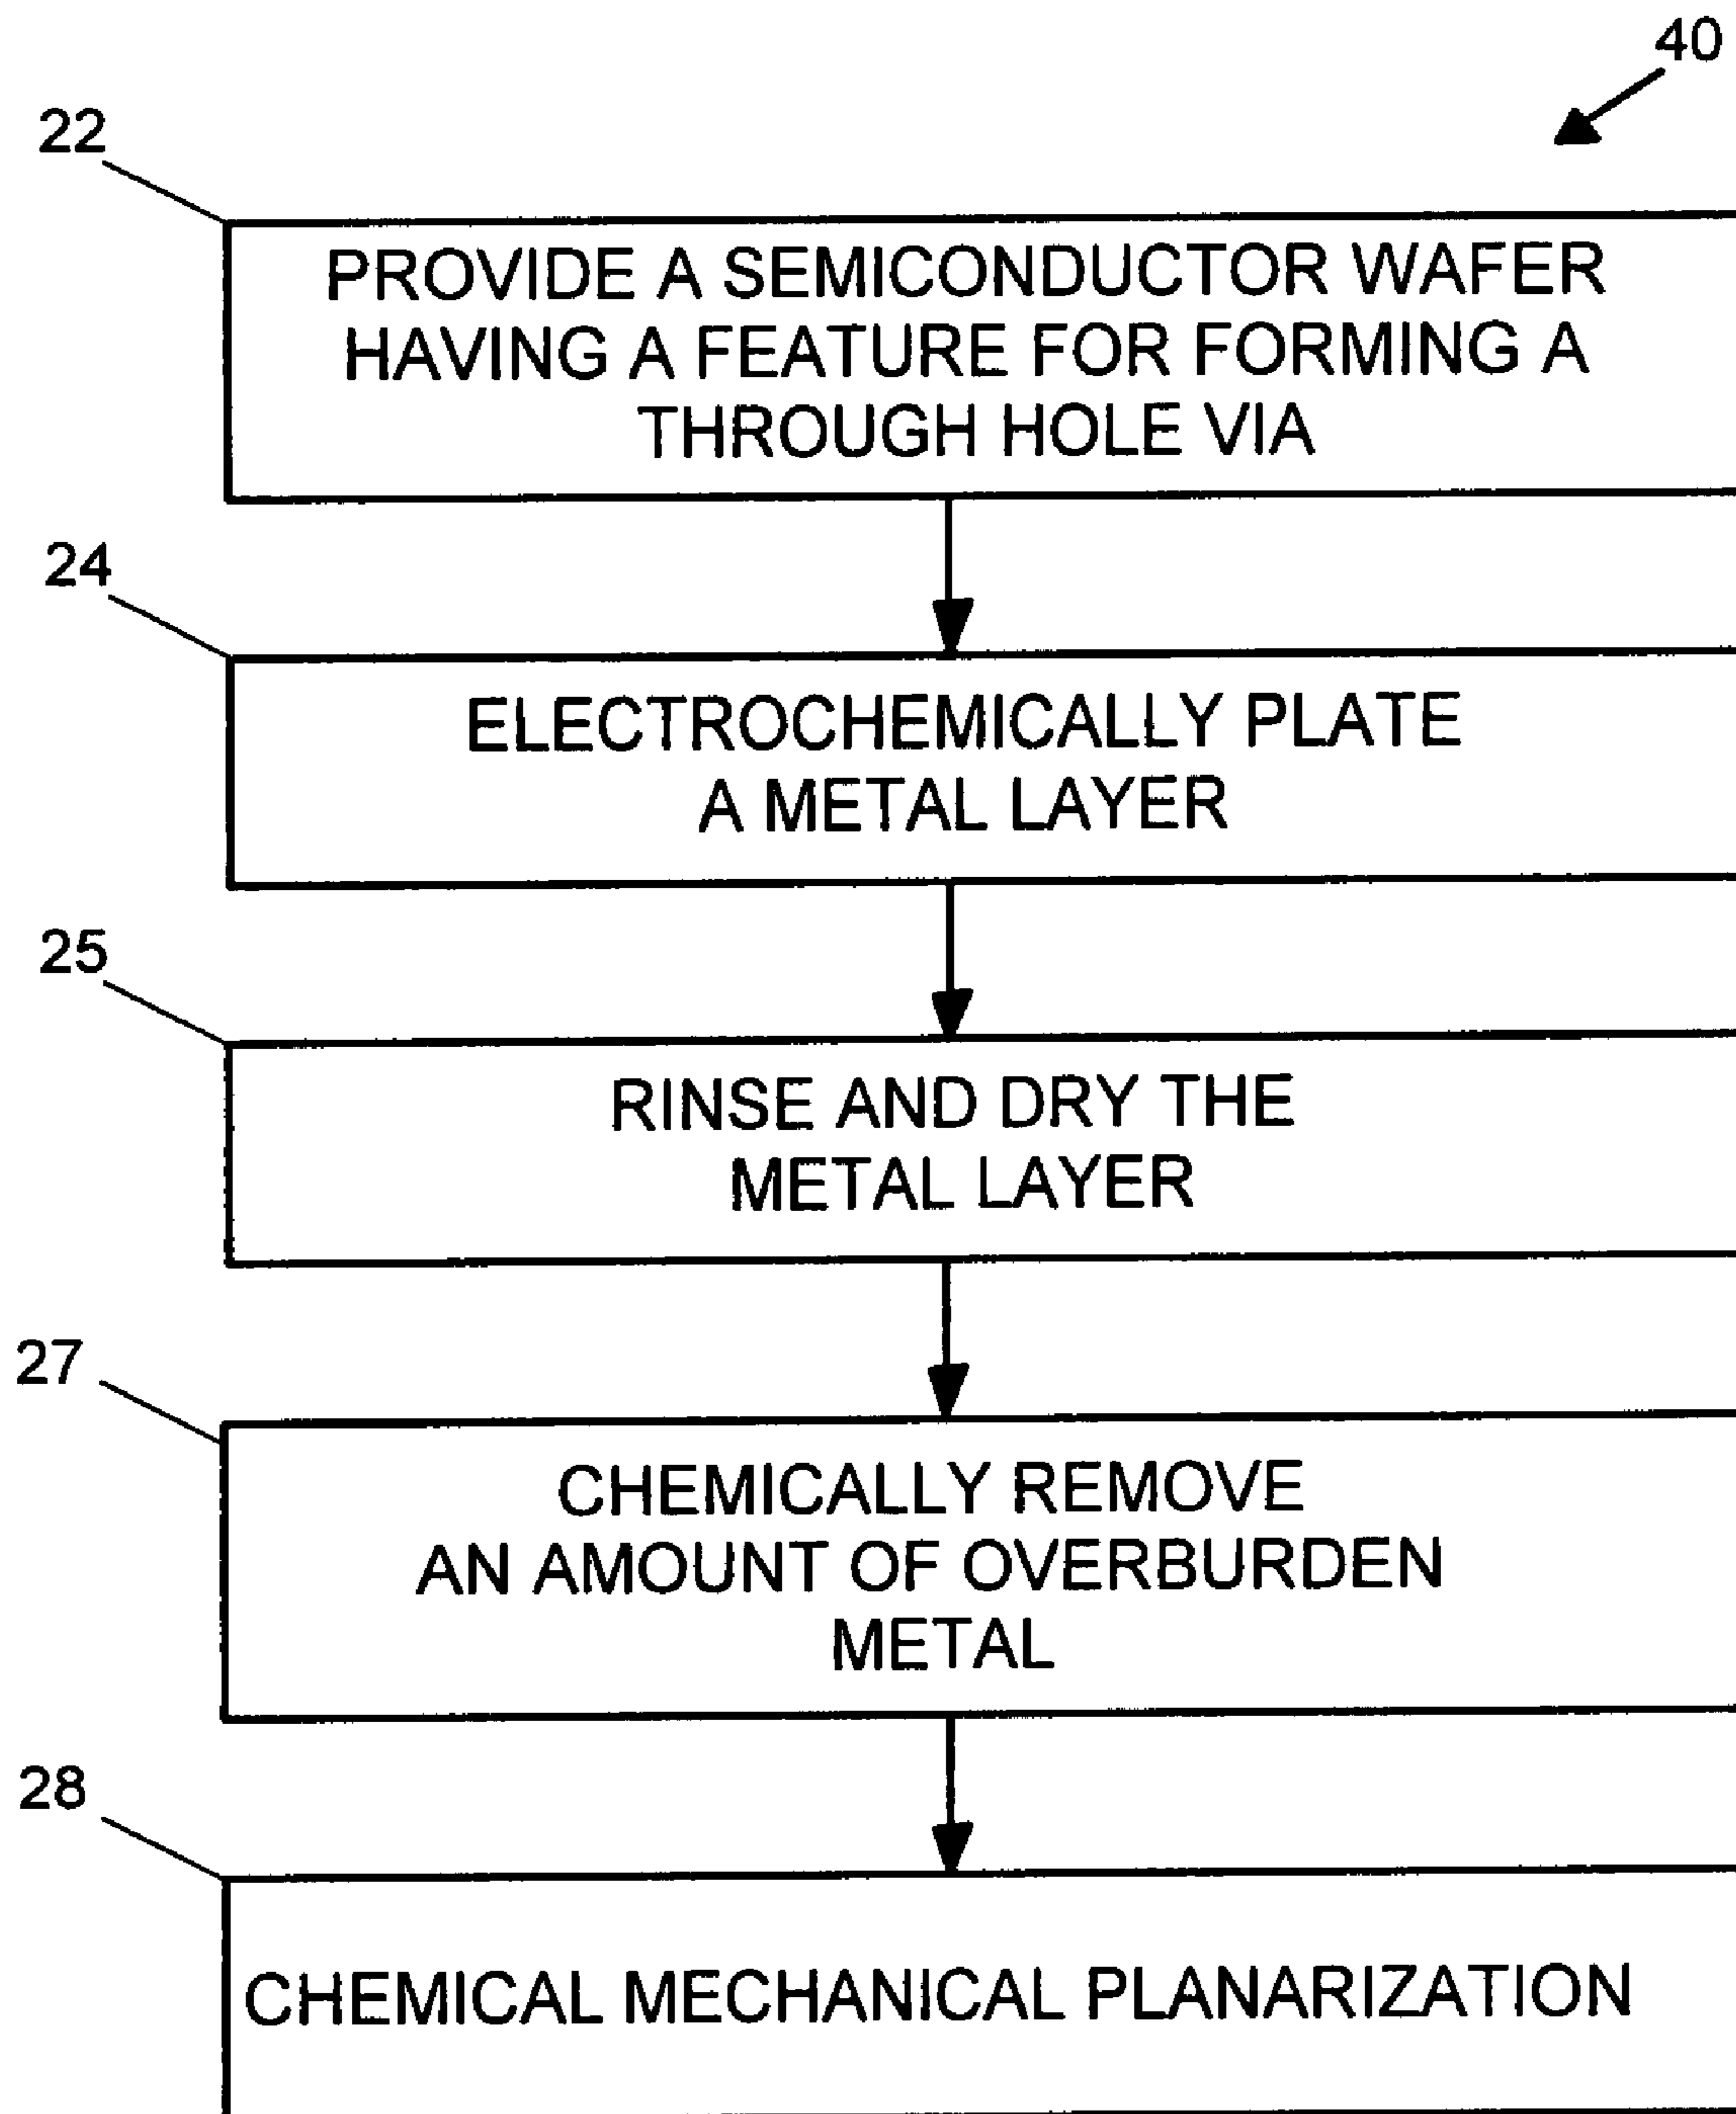 40
22
PROVIDE A SEMICONDUCTOR WAFER
HAVING A FEATURE FOR FORMING A
THROUGH HOLE VIA
24
ELECTROCHEMICALLY PLATE
A METAL LAYER
25
RINSE AND DRY THE
METAL LAYER
27
CHEMICALLY REMOVE
AN AMOUNT OF OVERBURDEN
METAL
28
CHEMICAL MECHANICAL PLANARIZATION